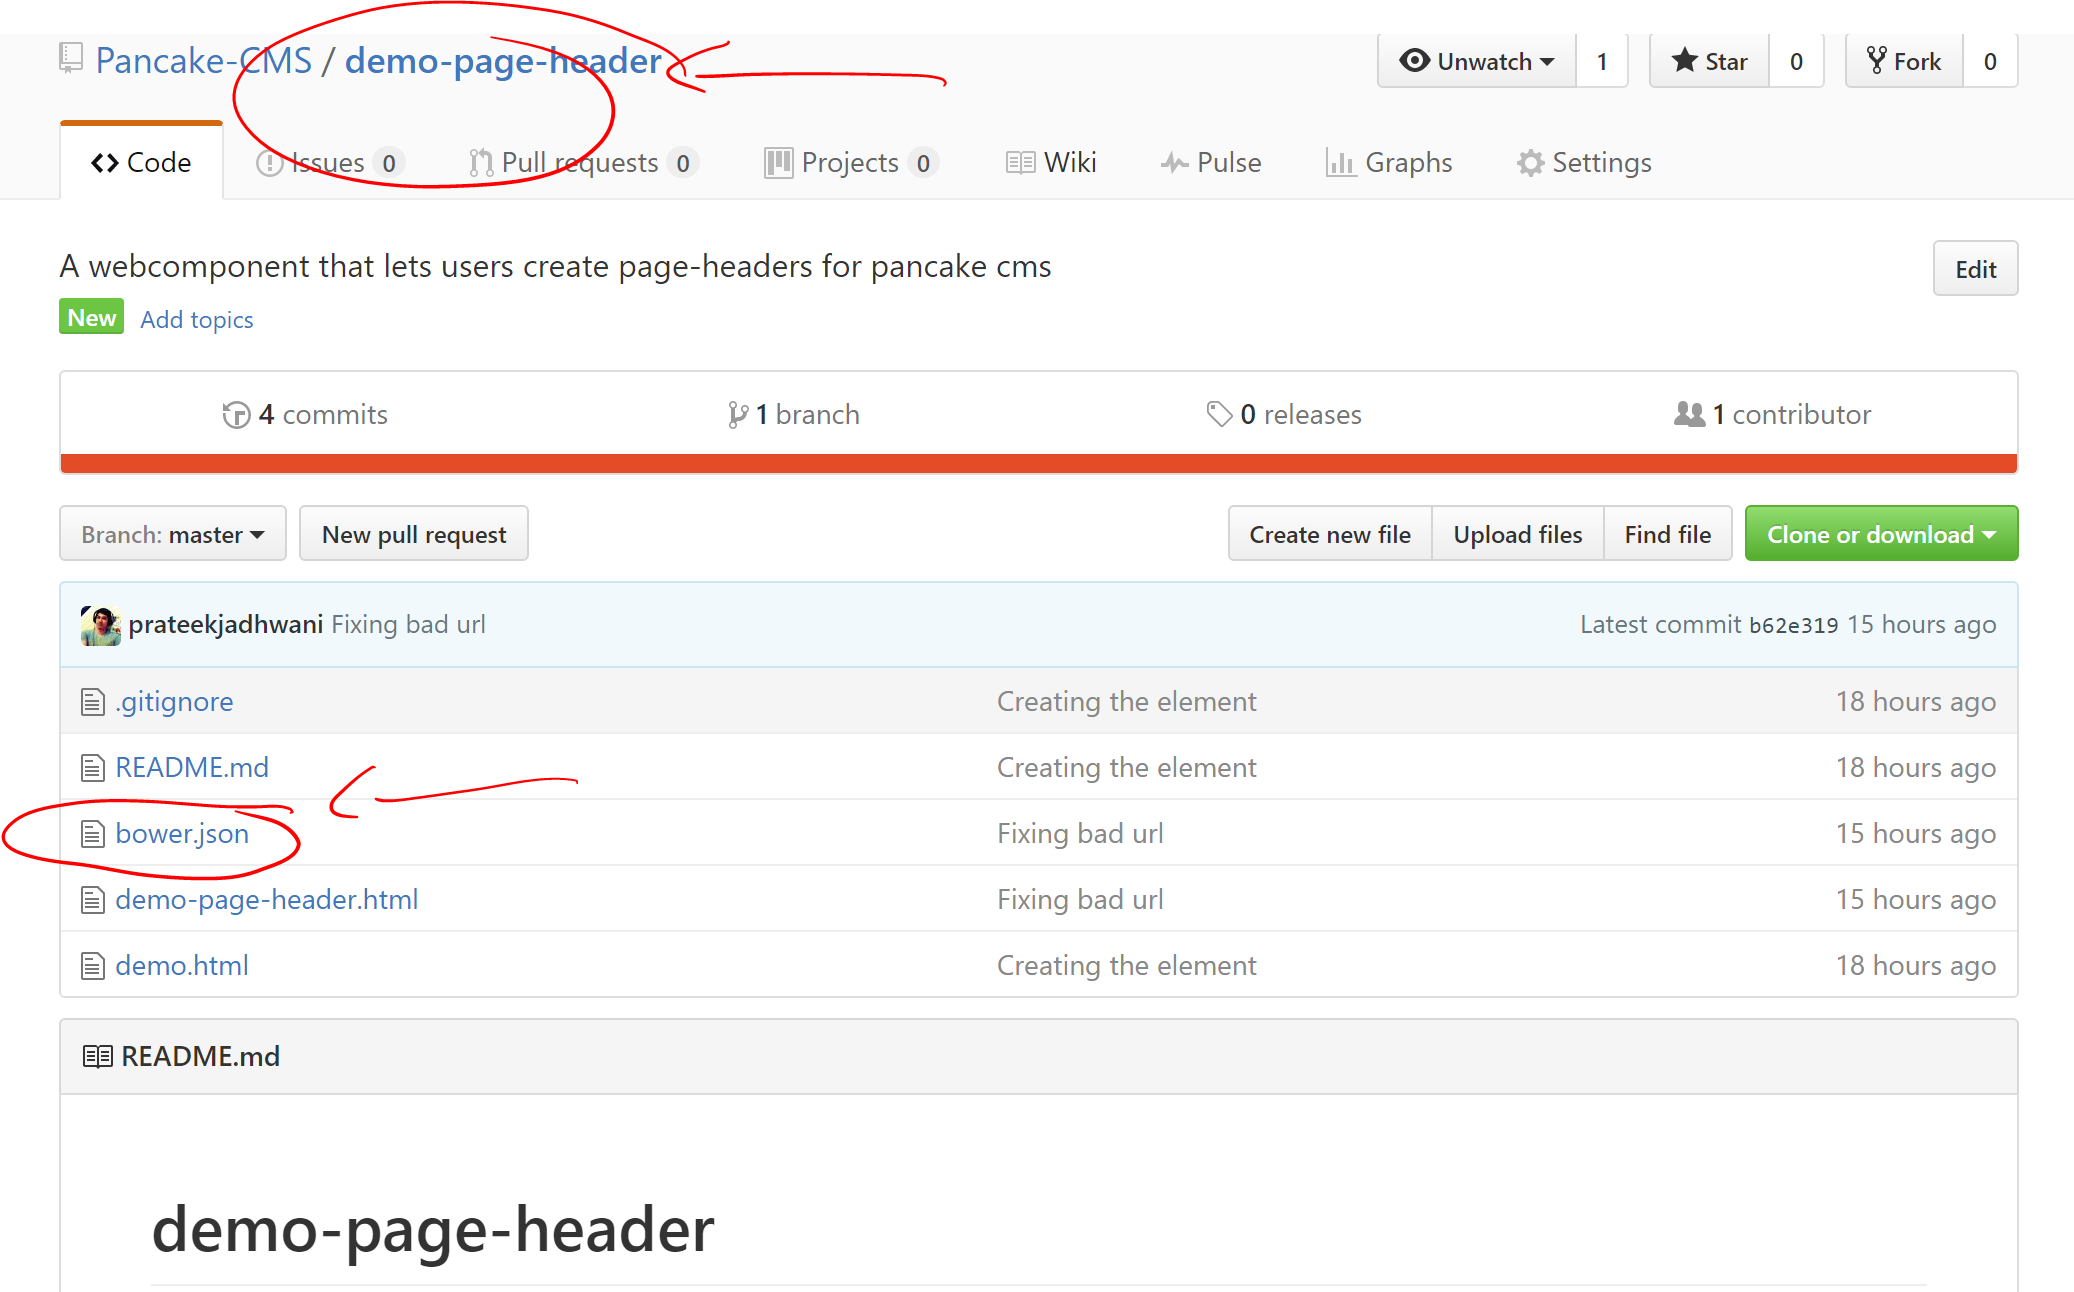 Pancake-CMS / demo-page-header Unwatch 1 Star 0 Fork 0
Code Issues 0 Pull requests 0 Projects 0 Wiki Pulse Graphs Settings
A webcomponent that lets users create page-headers for pancake cms Edit
New Add topics
4 commits 1 branch 0 releases 1 contributor
Branch: master New pull request Create new file Upload files Find file Clone or download
prateekjadhwani Fixing bad url Latest commit b62e319 15 hours ago
.gitignore Creating the element 18 hours ago
README.md Creating the element 18 hours ago
bower.json Fixing bad url 15 hours ago
demo-page-header.html Fixing bad url 15 hours ago
demo.html Creating the element 18 hours ago
README.md
demo-page-header